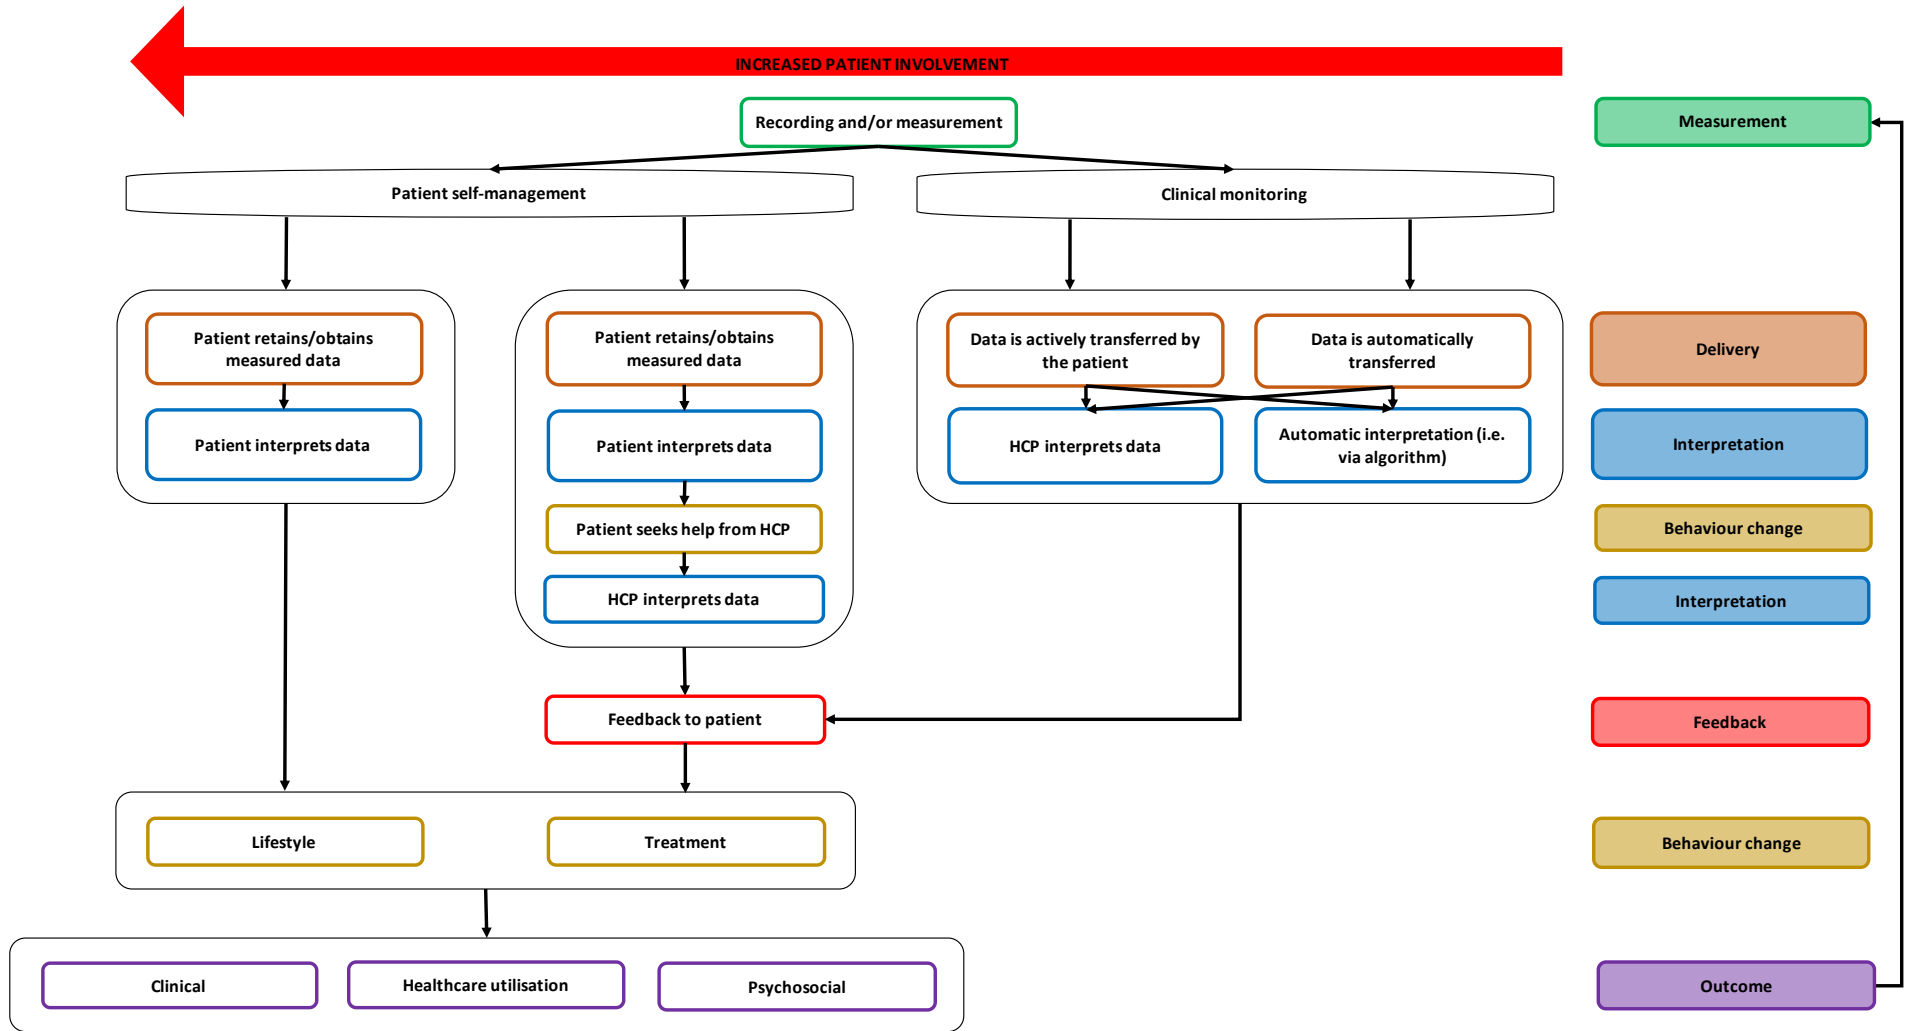 INCREASED PATIENT INVOLVEMENT
Recording and/or measurement
Measurement
Patient self-management
Clinical monitoring
Patient retains/obtains
measured data
Patient retains/obtains
measured data
Data is actively transferred by
the patient
Data is automatically
transferred
Delivery
Patient interprets data
Patient interprets data
HCP interprets data
Automatic interpretation (i.e.
via algorithm)
Interpretation
Patient seeks help from HCP
Behaviour change
HCP interprets data
Interpretation
Feedback to patient
Feedback
Lifestyle
Treatment
Behaviour change
Clinical
Healthcare utilisation
Psychosocial
Outcome